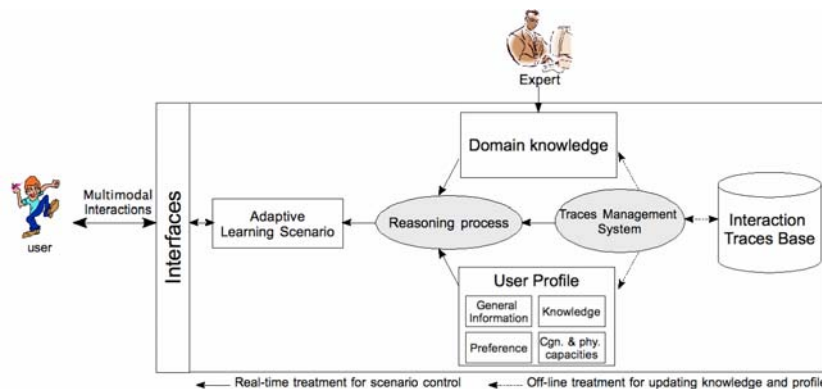 Expert
Domain knowledge
Multimodal
Interactions
user
Interfaces
Adaptive
Learning Scenario
Reasoning process
Traces Management
System
Interaction
Traces Base
User Profile
General
Information
Knowledge
Preference
Cgn. & phy.
capacities
Real-time treatment for scenario control
Off-line treatment for updating knowledge and profile